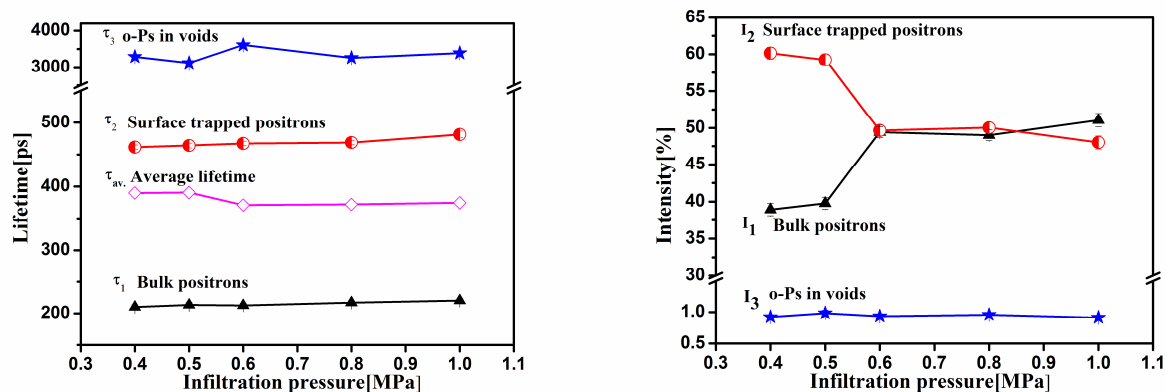 4000
3000
500
400
300
200
Lifetime[ps]
τ3 o-Ps in voids
τ2 Surface trapped positrons
τav. Average lifetime
τ1 Bulk positrons
0.3 0.4 0.5 0.6 0.7 0.8 0.9 1.0 1.1
Infiltration pressure[MPa]
65
60
55
50
45
40
35
30
1.0
0.5
Intensity[%]
I2 Surface trapped positrons
I1 Bulk positrons
I3 o-Ps in voids
0.3 0.4 0.5 0.6 0.7 0.8 0.9 1.0 1.1
Infiltration pressure[MPa]